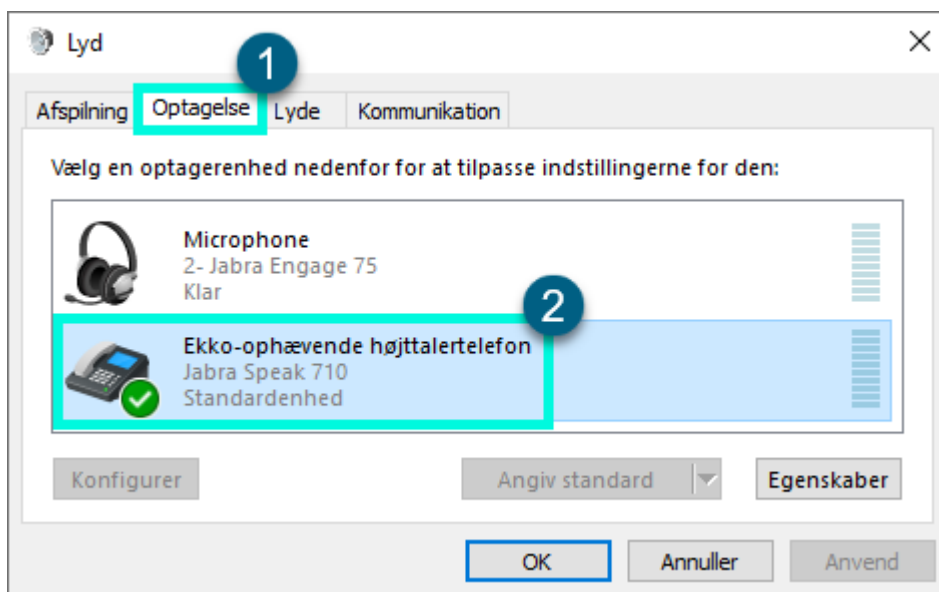 Lyd
1
Afspilning Optagelse Lyde Kommunikation
Vælg en optagerenhed nedenfor for at tilpasse indstillingerne for den:
Microphone
2- Jabra Engage 75
Klar
2
Ekko-ophævende højttalertelefon
Jabra Speak 710
Standardenhed
Konfigurer Angiv standard Egenskaber
OK Annuller Anvend